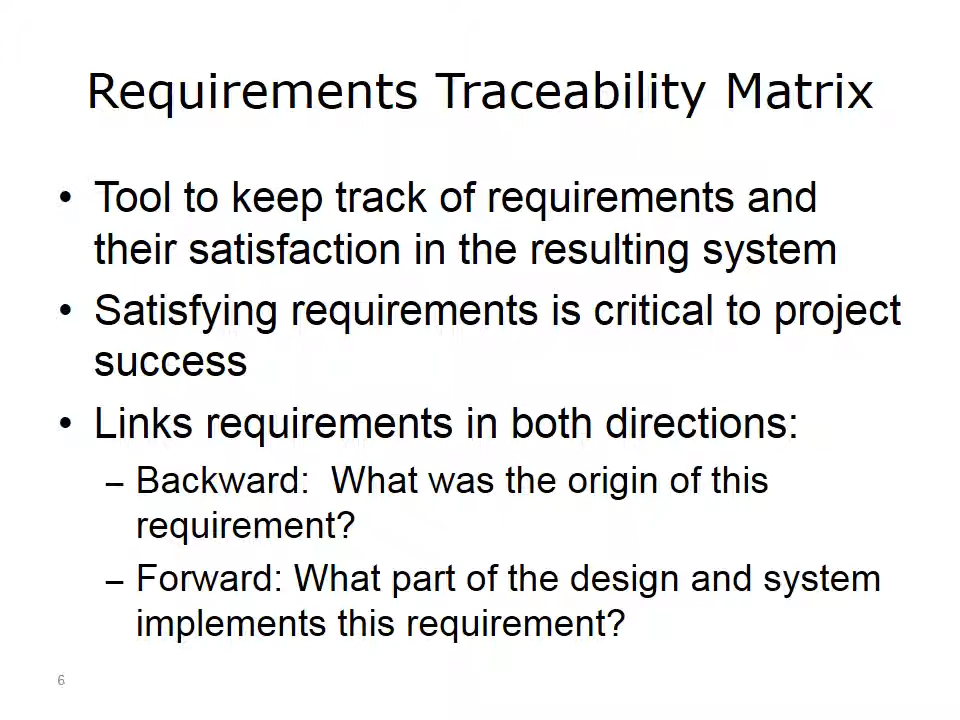 Requirements Traceability Matrix
• Tool to keep track of requirements and
their satisfaction in the resulting system
• Satisfying requirements is critical to project
success
• Links requirements in both directions:
– Backward:  What was the origin of this
requirement?
– Forward: What part of the design and system
implements this requirement?
6